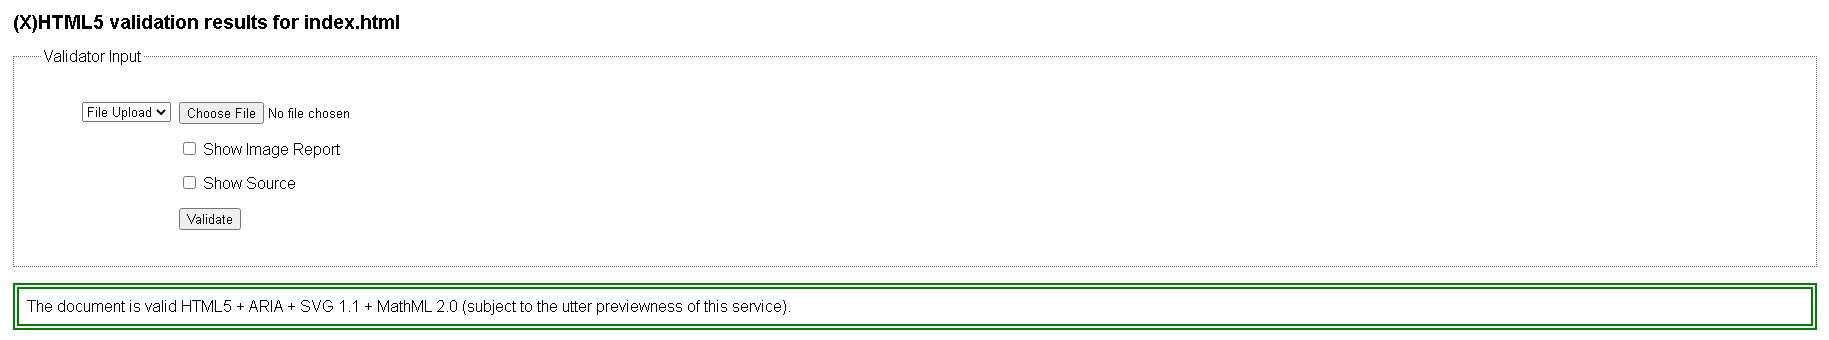 (X)HTML5 validation results for index.html
Validator Input
File Upload Choose File No file chosen
Show Image Report
Show Source
Validate
The document is valid HTML5 + ARIA + SVG 1.1 + MathML 2.0 (subject to the utter previewness of this service).